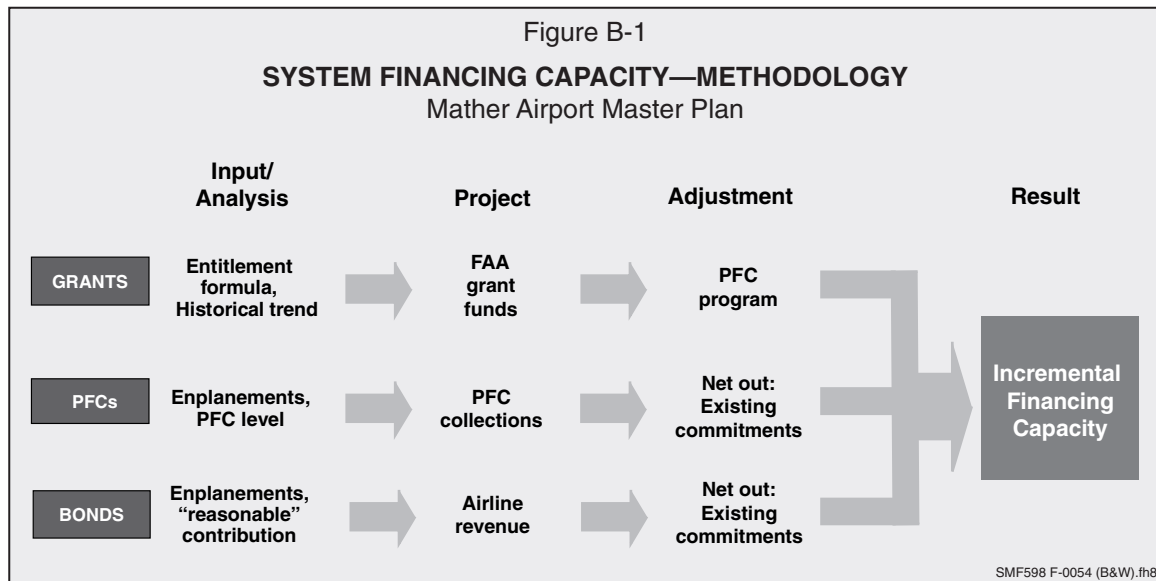 Figure B-1
SYSTEM FINANCING CAPACITY—METHODOLOGY
Mather Airport Master Plan
Input/
Analysis
Project
Adjustment
Result
GRANTS
Entitlement
formula,
Historical trend
FAA
grant
funds
PFC
program
PFCs
Enplanements,
PFC level
PFC
collections
Net out:
Existing
commitments
BONDS
Enplanements,
“reasonable”
contribution
Airline
revenue
Net out:
Existing
commitments
Incremental
Financing
Capacity
SMF598 F-0054 (B&W).fh8